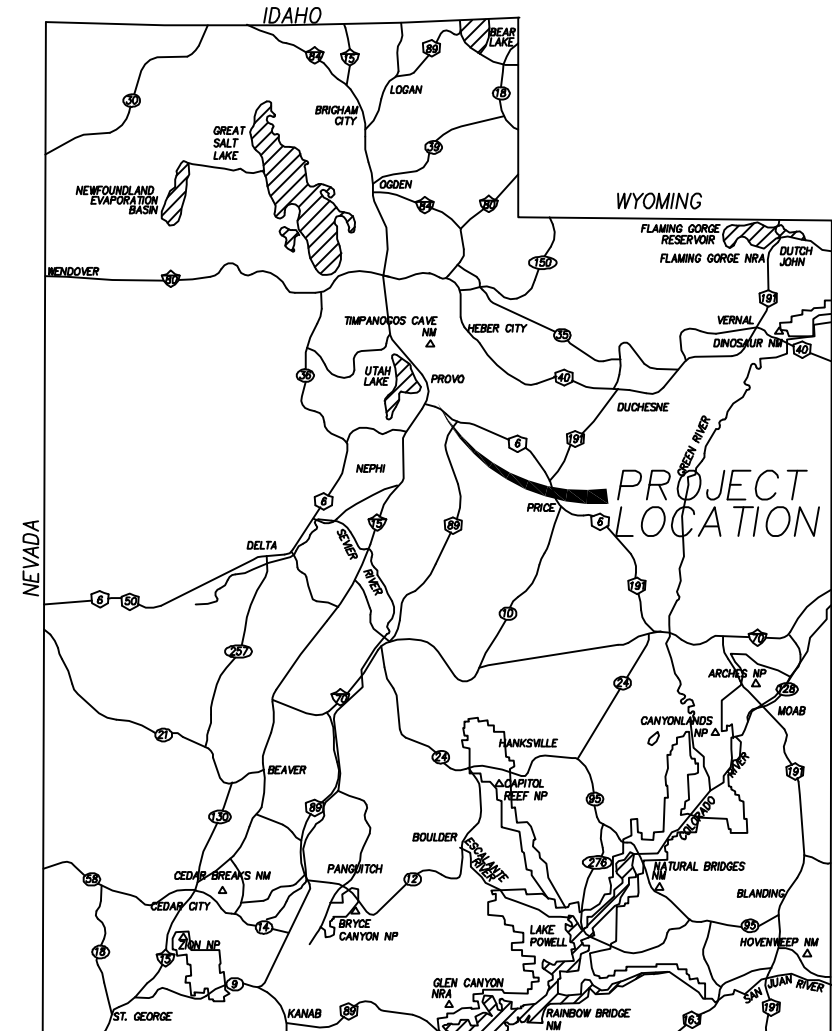 IDAHO
BEAR
LAKE
84
15
89
LOGAN
30
BRIGHAM
CITY
18
GREAT
SALT
LAKE
39
OGDEN
NEWFOUNDLAND
EVAPORATION
BASIN
84
80
WYOMING
FLAMING GORGE
RESERVOIR
FLAMING GORGE NRA
DUTCH
JOHN
WENDOVER
80
150
191
TIMPANOGOS CAVE
NM
HEBER CITY
35
VERNAL
DINOSAUR NM
40
36
UTAH
LAKE
PROVO
40
DUCHESNE
6
191
GREEN RIVER
NEPHI
PROJECT
LOCATION
6
15
89
PRICE
6
NEVADA
DELTA
SEVIER
RIVER
6
50
191
10
257
70
24
ARCHES NP
128
MOAB
70
21
CANYONLANDS
NP
HANKSVILLE
24
BEAVER
CAPITOL
REEF NP
95
191
COLORADO
RIVER
130
89
BOULDER
ESCALANTE
RIVER
276
NATURAL BRIDGES
NM
58
CEDAR BREAKS NM
PANGUITCH
12
BLANDING
CEDAR CITY
14
BRYCE
CANYON NP
95
18
ZION NP
15
LAKE
POWELL
HOVENWEEP NM
9
GLEN CANYON
NRA
SAN JUAN RIVER
ST. GEORGE
KANAB
89
RAINBOW BRIDGE
NM
163
191